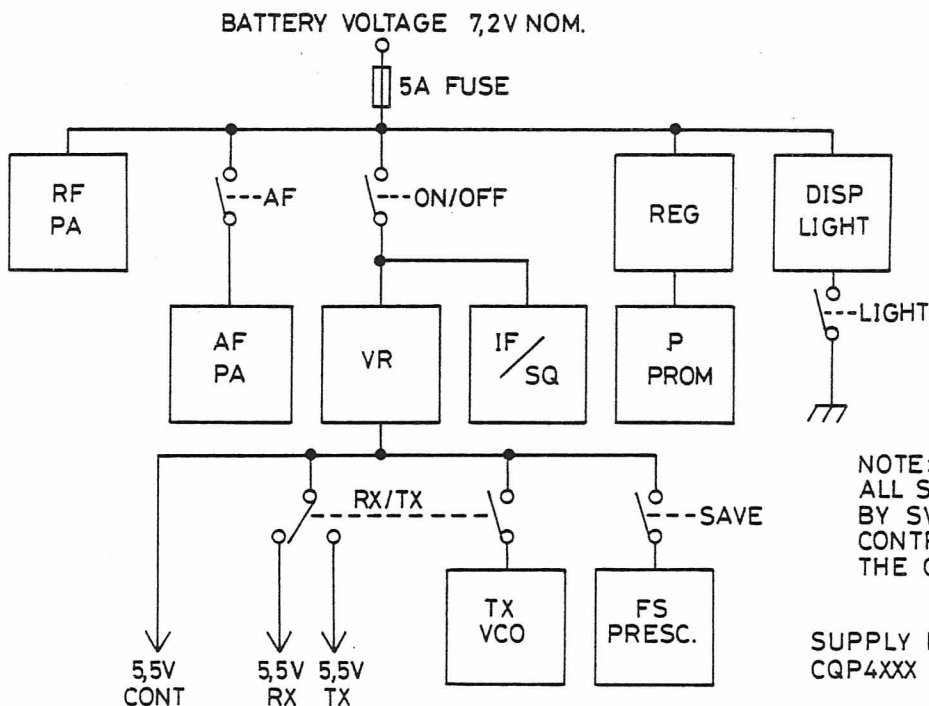 BATTERY VOLTAGE 7,2V NOM.
5A FUSE
RF
PA
AF
ON/OFF
REG
DISP
LIGHT
LIGHT
AF
PA
VR
IF
SQ
P
PROM
RX/TX
SAVE
NOTE:
ALL S
BY SV
CONTR
THE C
TX
VCO
FS
PRESC.
5,5V
CONT
5,5V
RX
5,5V
TX
SUPPLY
CQP4XXX